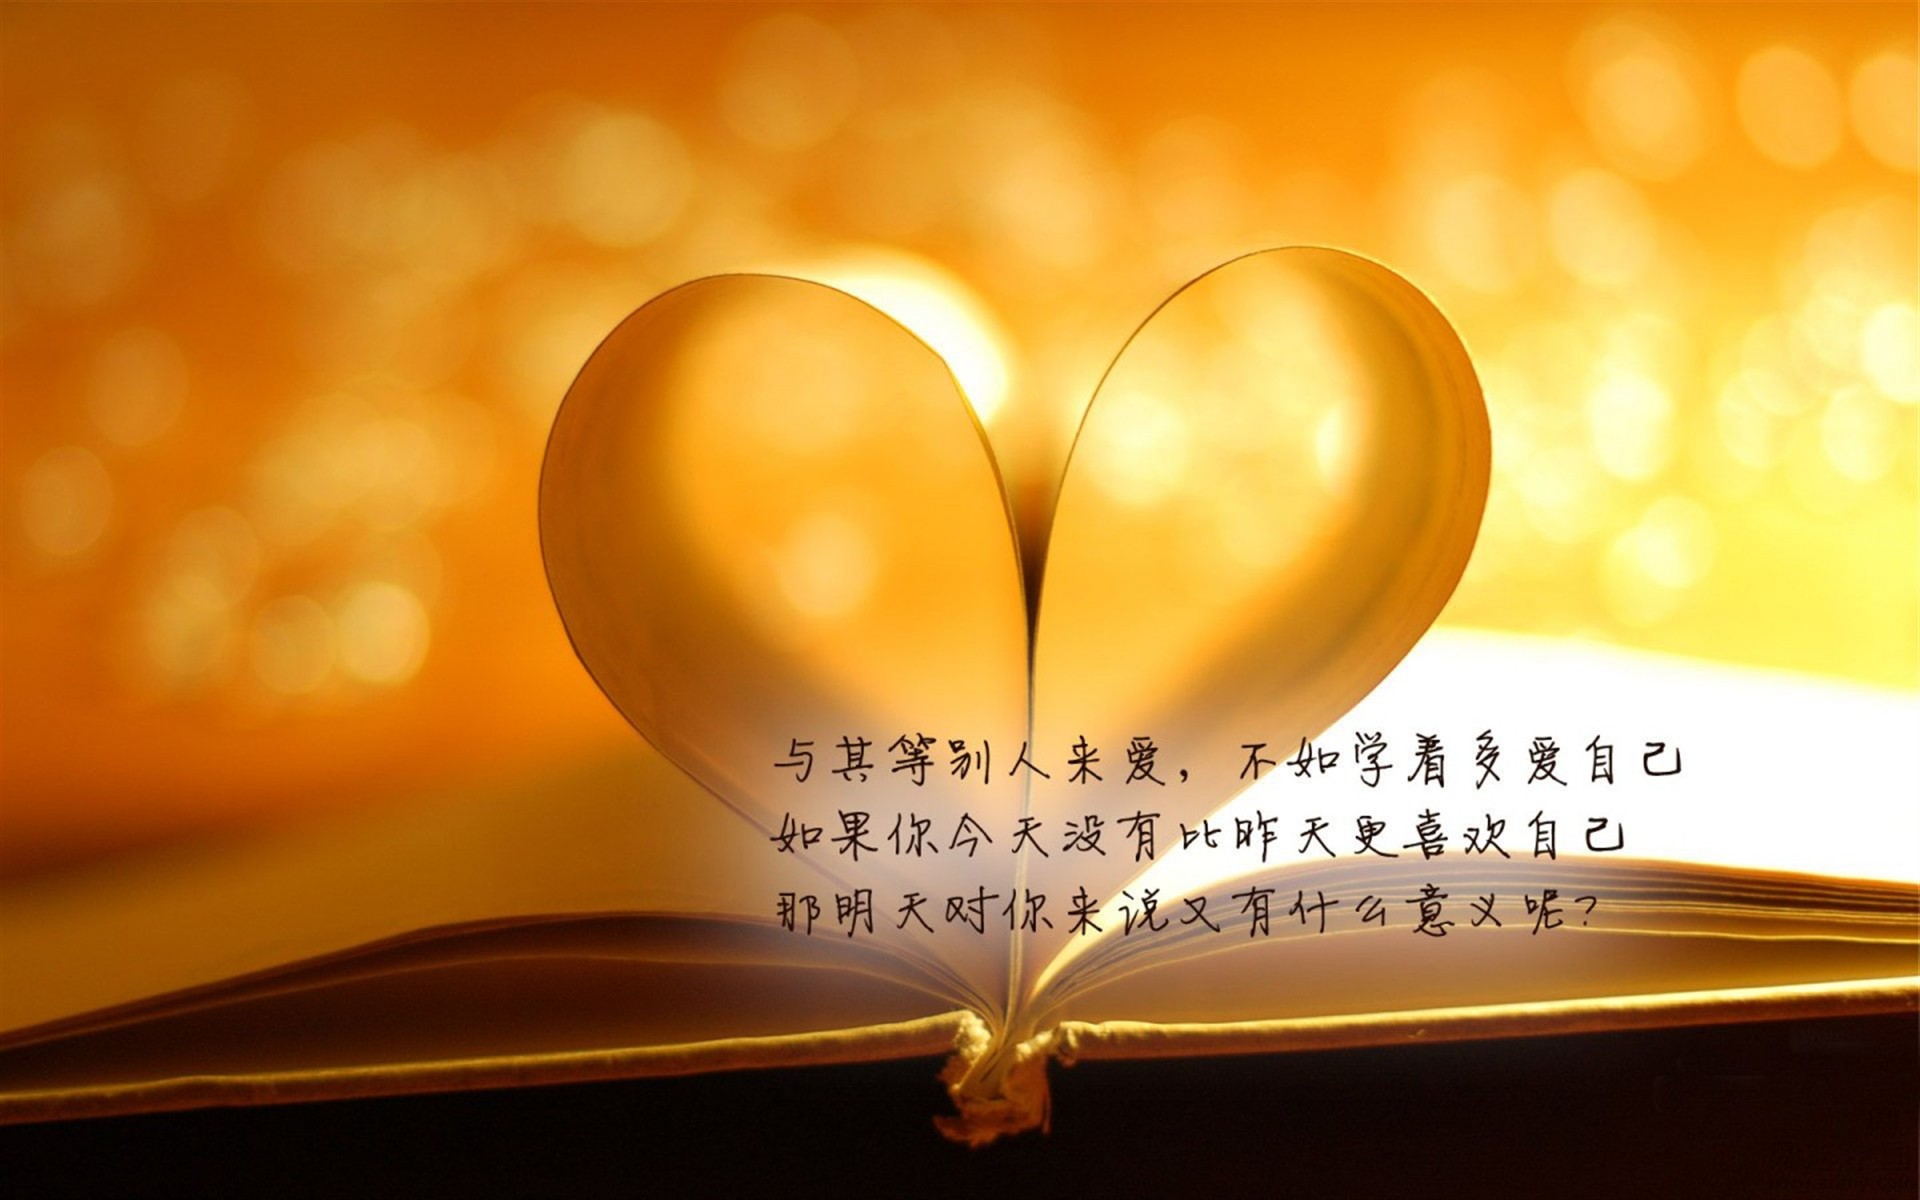 与其等别人来爱，不如学着多爱自己
如果你今天没有比昨天更喜欢自己
那明天对你来说又有什么意义呢?